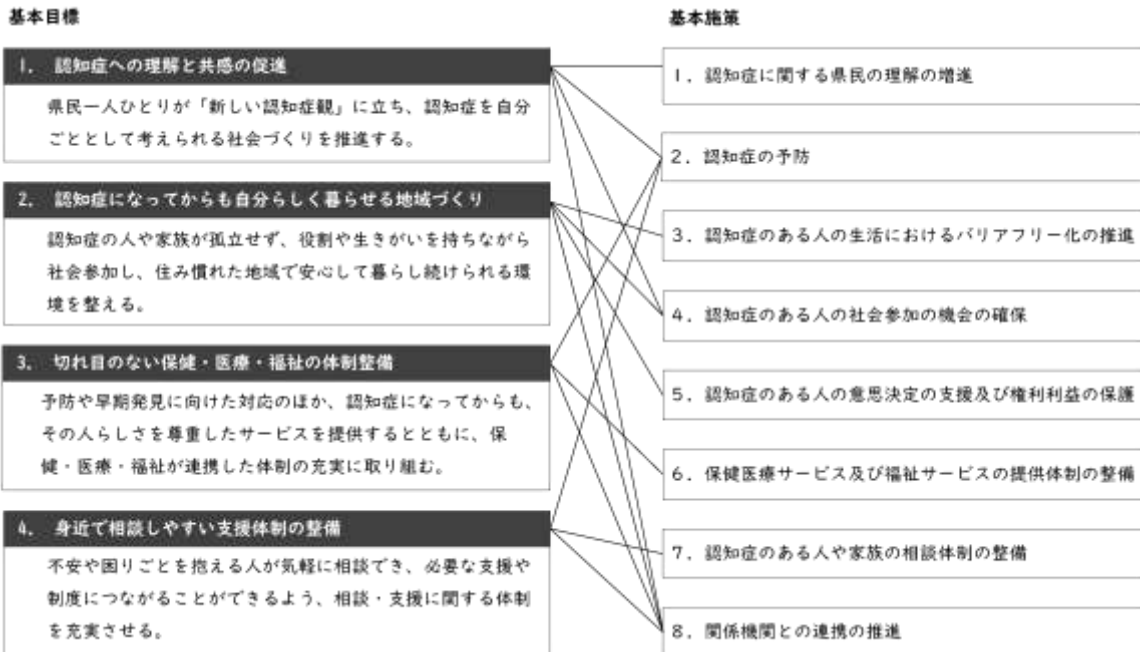 基本目標
1. 認知症への理解と共感の促進
県民一人ひとりが「新しい認知症観」に立ち、認知症を自分
ごととして考えられる社会づくりを推進する。
2. 認知症になってからも自分らしく暮らせる地域づくり
認知症の人や家族が孤立せず、役割や生きがいを持ちながら
社会参加し、住み慣れた地域で安心して暮らし続けられる環
境を整える。
3. 切れ目のない保健・医療・福祉の体制整備
予防や早期発見に向けた対応のほか、認知症になってからも、
その人らしさを尊重したサービスを提供するとともに、保
健・医療・福祉が連携した体制の充実に取り組む。
4. 身近で相談しやすい支援体制の整備
不安や困りごとを抱える人が気軽に相談でき、必要な支援や
制度につながることができるよう、相談・支援に関する体制
を充実させる。
基本施策
1. 認知症に関する県民の理解の増進
2. 認知症の予防
3. 認知症のある人の生活におけるバリアフリー化の推進
4. 認知症のある人の社会参加の機会の確保
5. 認知症のある人の意思決定の支援及び権利利益の保護
6. 保健医療サービス及び福祉サービスの提供体制の整備
7. 認知症のある人や家族の相談体制の整備
8. 関係機関との連携の推進